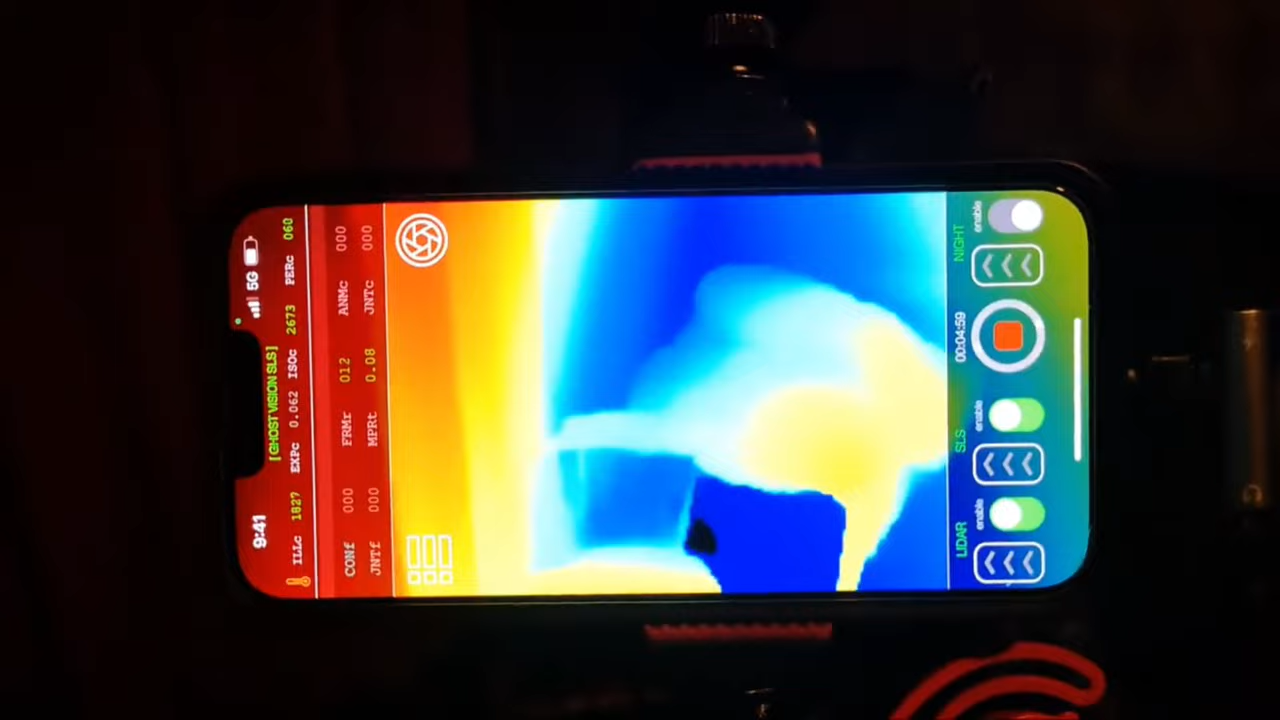 9:41 5G
[ GHOST VISION SLS ]
ILLc 1827 EXPc 0.062 ISOc 2673 PERc 060
CONf 000 FRMr 012 ANMc 000
JNTf 000 MPRt 0.08 JNTc 000
LIDAR SLS 00:04:59 NIGHT
enable enable enable